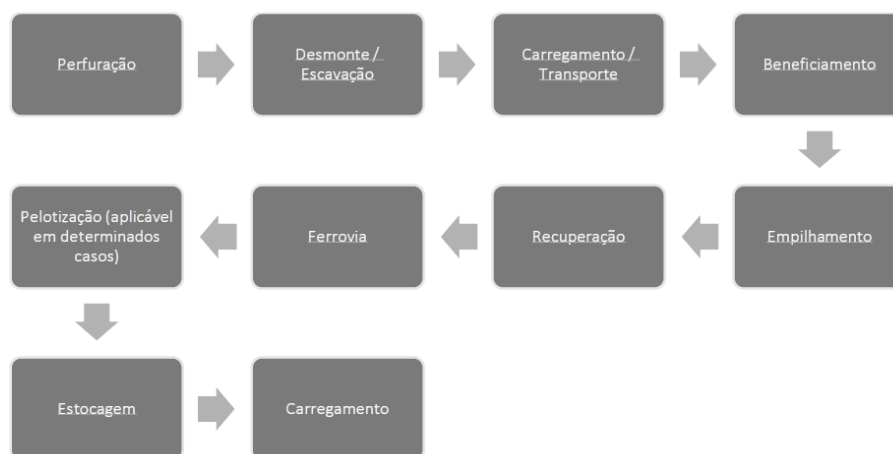 Perfuração
Desmonte /
Escavação
Carregamento /
Transporte
Beneficiamento
Pelotização (aplicável
em determinados
casos)
Ferrovia
Recuperação
Empilhamento
Estocagem
Carregamento